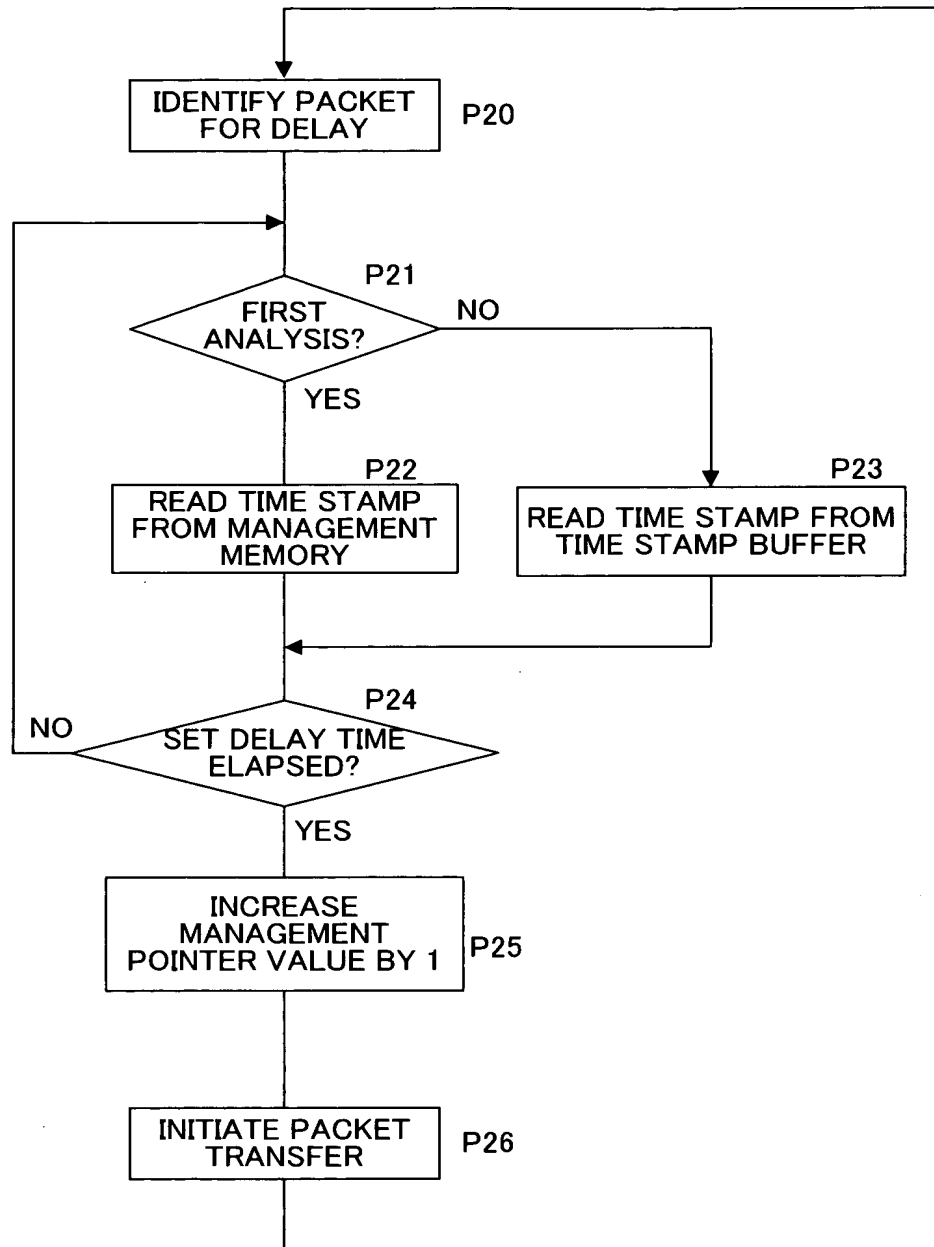 IDENTIFY PACKET
FOR DELAY
P20
P21
FIRST
ANALYSIS?
NO
YES
P22
READ TIME STAMP
FROM MANAGEMENT
MEMORY
P23
READ TIME STAMP FROM
TIME STAMP BUFFER
P24
NO
SET DELAY TIME
ELAPSED?
YES
INCREASE
MANAGEMENT
POINTER VALUE BY 1
P25
INITIATE PACKET
TRANSFER
P26